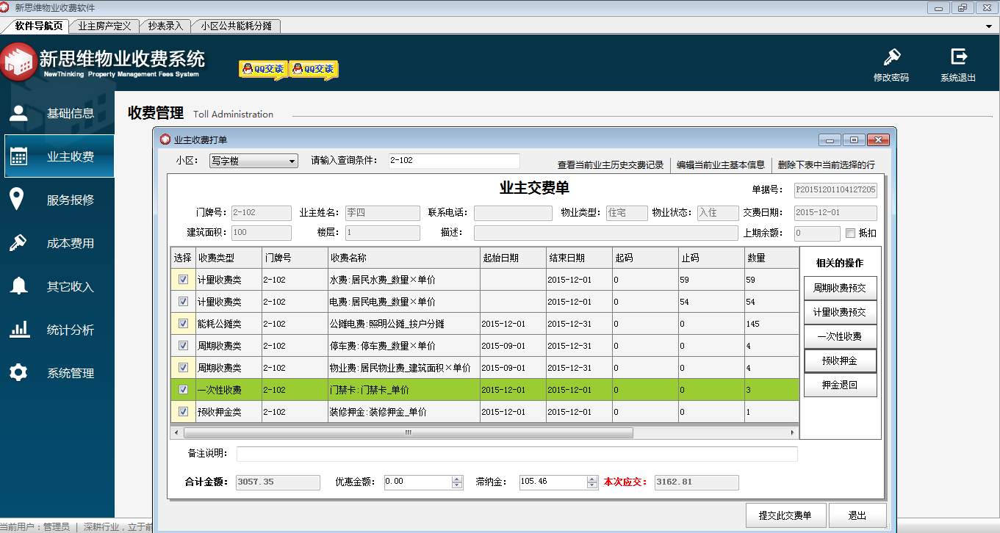 新思维物业收费软件
软件导航页 业主房产定义 抄表录入 小区公共能耗分摊
新思维物业收费系统
NewThinking Property Management Fees System
QQ交谈 QQ交谈
修改密码 系统退出
基础信息
业主收费
服务报修
成本费用
其它收入
统计分析
系统管理
收费管理 Toll Administration
业主收费打单
小区： 写字楼 请输入查询条件： 2-102
查看当前业主历史交费记录 编辑当前业主基本信息 删除下表中当前选择的行
业主交费单 单据号： P20151201104127205
门牌号： 2-102 业主姓名： 李四 联系电话： 物业类型： 住宅 物业状态： 入住 交费日期： 2015-12-01
建筑面积： 100 楼层： 1 描述： 上期余额： 0 抵扣
选择 收费类型 门牌号 收费名称 起始日期 结束日期 起码 止码 数量
计量收费类 2-102 水费:居民水费_数量×单价 2015-12-01 0 59 59
计量收费类 2-102 电费:居民电费_数量×单价 2015-12-01 0 54 54
能耗公摊类 2-102 公摊电费:照明公摊_按户分摊 2015-12-01 2015-12-31 0 0 145
周期收费类 2-102 停车费:停车费_数量×单价 2015-09-01 2015-12-31 0 0 4
周期收费类 2-102 物业费:居民物业费_建筑面积×单价 2015-09-01 2015-12-31 0 0 4
一次性收费 2-102 门禁卡:门禁卡_单价 2015-12-01 2015-12-01 0 0 3
预收押金类 2-102 装修押金:装修押金_单价 2015-12-01 2015-12-01 0 0 1
相关的操作
周期收费预交
计量收费预交
一次性收费
预收押金
押金退回
备注说明：
合计金额： 3057.35 优惠金额： 0.00 滞纳金： 105.46 本次应交： 3162.81
提交此交费单 退出
当前用户：管理员 深耕行业，立于前